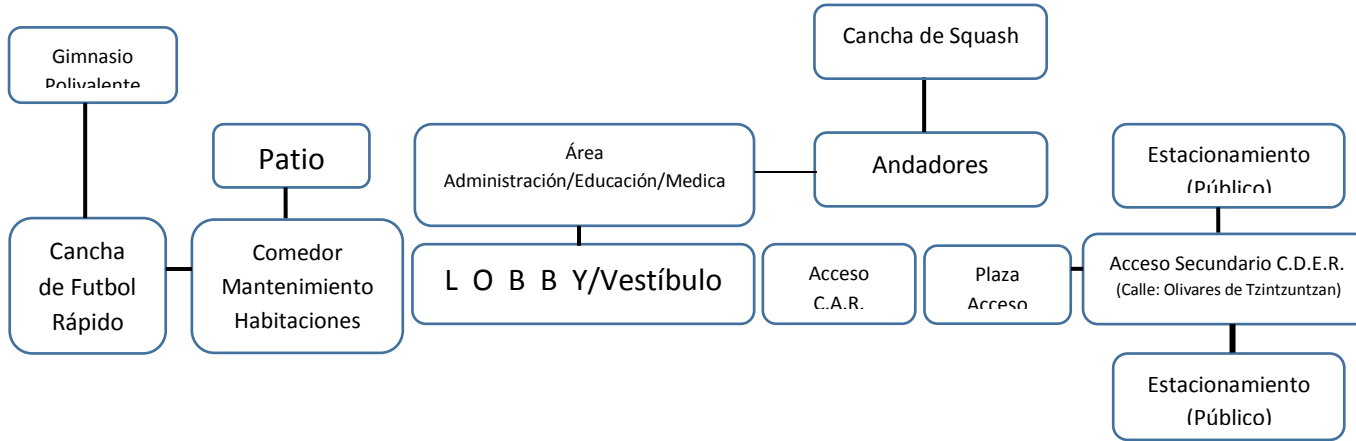 Gimnasio
Polivalente
Cancha de Squash
Patio
Área
Administración/Educación/Medica
Andadores
Estacionamiento
(Público)
Cancha
de Futbol
Rápido
Comedor
Mantenimiento
Habitaciones
L O B B Y/Vestíbulo
Acceso
C.A.R.
Plaza
Acceso
Acceso Secundario C.D.E.R.
(Calle: Olivares de Tzintzuntzan)
Estacionamiento
(Público)